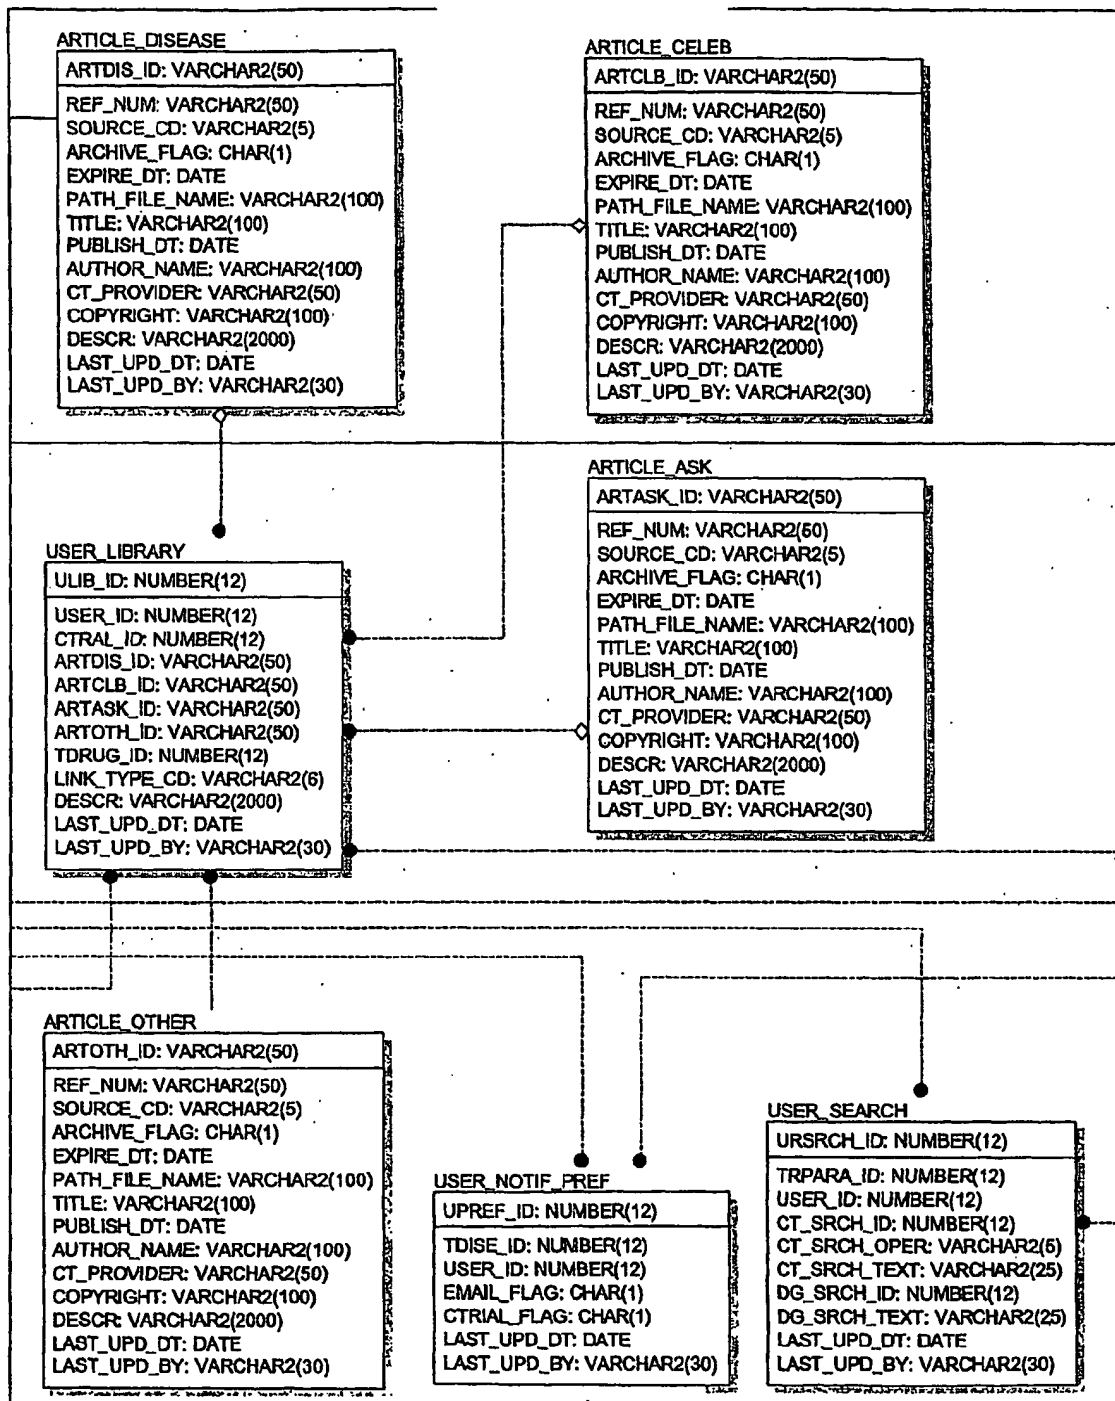 ARTICLE_DISEASE
ARTDIS_ID: VARCHAR2(50)
REF_NUM: VARCHAR2(50)
SOURCE_CD: VARCHAR2(5)
ARCHIVE_FLAG: CHAR(1)
EXPIRE_DT: DATE
PATH_FILE_NAME: VARCHAR2(100)
TITLE: VARCHAR2(100)
PUBLISH_DT: DATE
AUTHOR_NAME: VARCHAR2(100)
CT_PROVIDER: VARCHAR2(50)
COPYRIGHT: VARCHAR2(100)
DESCR: VARCHAR2(2000)
LAST_UPD_DT: DATE
LAST_UPD_BY: VARCHAR2(30)
ARTICLE_CELEB
ARTCLB_ID: VARCHAR2(50)
REF_NUM: VARCHAR2(50)
SOURCE_CD: VARCHAR2(5)
ARCHIVE_FLAG: CHAR(1)
EXPIRE_DT: DATE
PATH_FILE_NAME: VARCHAR2(100)
TITLE: VARCHAR2(100)
PUBLISH_DT: DATE
AUTHOR_NAME: VARCHAR2(100)
CT_PROVIDER: VARCHAR2(50)
COPYRIGHT: VARCHAR2(100)
DESCR: VARCHAR2(2000)
LAST_UPD_DT: DATE
LAST_UPD_BY: VARCHAR2(30)
USER_LIBRARY
ULIB_ID: NUMBER(12)
USER_ID: NUMBER(12)
CTRAL_ID: NUMBER(12)
ARTDIS_ID: VARCHAR2(50)
ARTCLB_ID: VARCHAR2(50)
ARTASK_ID: VARCHAR2(50)
ARTOTH_ID: VARCHAR2(50)
TDRUG_ID: NUMBER(12)
LINK_TYPE_CD: VARCHAR2(6)
DESCR: VARCHAR2(2000)
LAST_UPD_DT: DATE
LAST_UPD_BY: VARCHAR2(30)
ARTICLE_ASK
ARTASK_ID: VARCHAR2(50)
REF_NUM: VARCHAR2(50)
SOURCE_CD: VARCHAR2(5)
ARCHIVE_FLAG: CHAR(1)
EXPIRE_DT: DATE
PATH_FILE_NAME: VARCHAR2(100)
TITLE: VARCHAR2(100)
PUBLISH_DT: DATE
AUTHOR_NAME: VARCHAR2(100)
CT_PROVIDER: VARCHAR2(50)
COPYRIGHT: VARCHAR2(100)
DESCR: VARCHAR2(2000)
LAST_UPD_DT: DATE
LAST_UPD_BY: VARCHAR2(30)
ARTICLE_OTHER
ARTOTH_ID: VARCHAR2(50)
REF_NUM: VARCHAR2(50)
SOURCE_CD: VARCHAR2(5)
ARCHIVE_FLAG: CHAR(1)
EXPIRE_DT: DATE
PATH_FILE_NAME: VARCHAR2(100)
TITLE: VARCHAR2(100)
PUBLISH_DT: DATE
AUTHOR_NAME: VARCHAR2(100)
CT_PROVIDER: VARCHAR2(50)
COPYRIGHT: VARCHAR2(100)
DESCR: VARCHAR2(2000)
LAST_UPD_DT: DATE
LAST_UPD_BY: VARCHAR2(30)
USER_NOTIF_PREF
UPREF_ID: NUMBER(12)
TDISE_ID: NUMBER(12)
USER_ID: NUMBER(12)
EMAIL_FLAG: CHAR(1)
CTRIAL_FLAG: CHAR(1)
LAST_UPD_DT: DATE
LAST_UPD_BY: VARCHAR2(30)
USER_SEARCH
URSRCH_ID: NUMBER(12)
TRPARA_ID: NUMBER(12)
USER_ID: NUMBER(12)
CT_SRCH_ID: NUMBER(12)
CT_SRCH_OPER: VARCHAR2(5)
CT_SRCH_TEXT: VARCHAR2(25)
DG_SRCH_ID: NUMBER(12)
DG_SRCH_TEXT: VARCHAR2(25)
LAST_UPD_DT: DATE
LAST_UPD_BY: VARCHAR2(30)